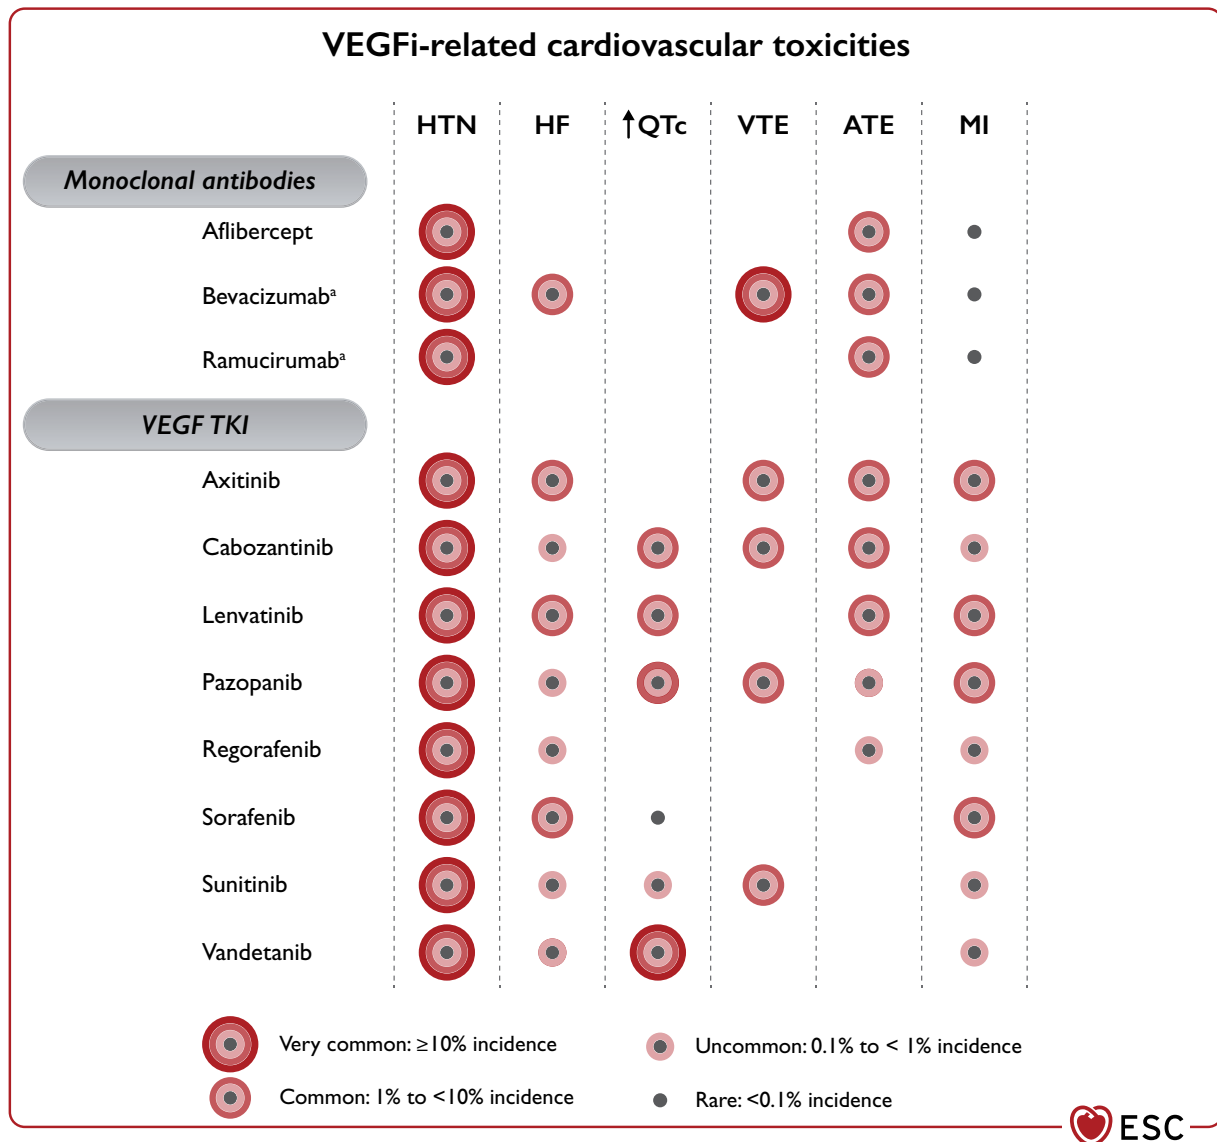 VEGFi-related cardiovascular toxicities
HTN HF ↑QTc VTE ATE MI
Monoclonal antibodies
Aflibercept
Bevacizumabᵃ
Ramucirumabᵃ
VEGF TKI
Axitinib
Cabozantinib
Lenvatinib
Pazopanib
Regorafenib
Sorafenib
Sunitinib
Vandetanib
Very common: ≥10% incidence
Uncommon: 0.1% to < 1% incidence
Common: 1% to <10% incidence
Rare: <0.1% incidence
ESC